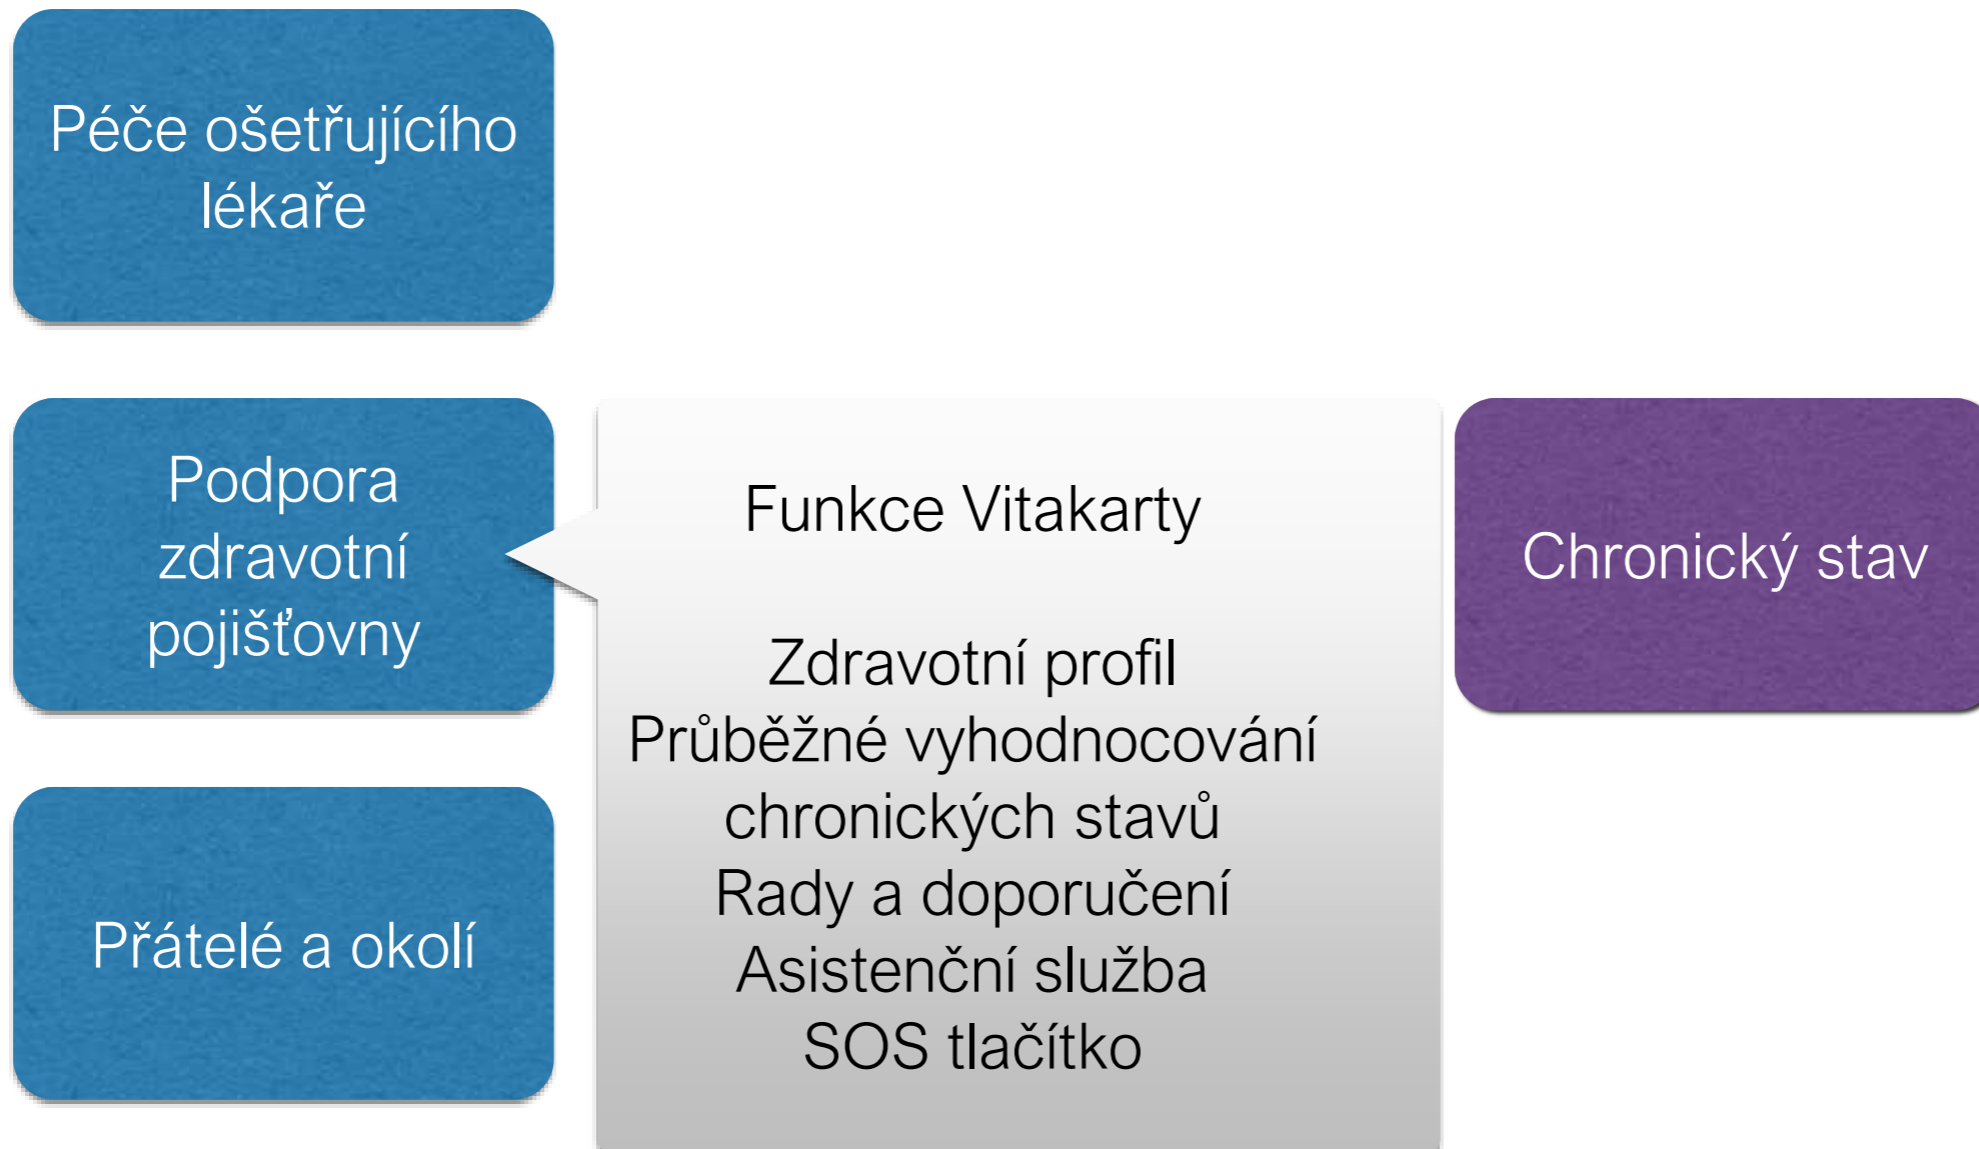 Péče ošetřujícího
lékaře
Podpora
zdravotní
pojišťovny
Funkce Vitakarty
Zdravotní profil
Průběžné vyhodnocování
chronických stavů
Rady a doporučení
Asistenční služba
SOS tlačítko
Chronický stav
Přátelé a okolí